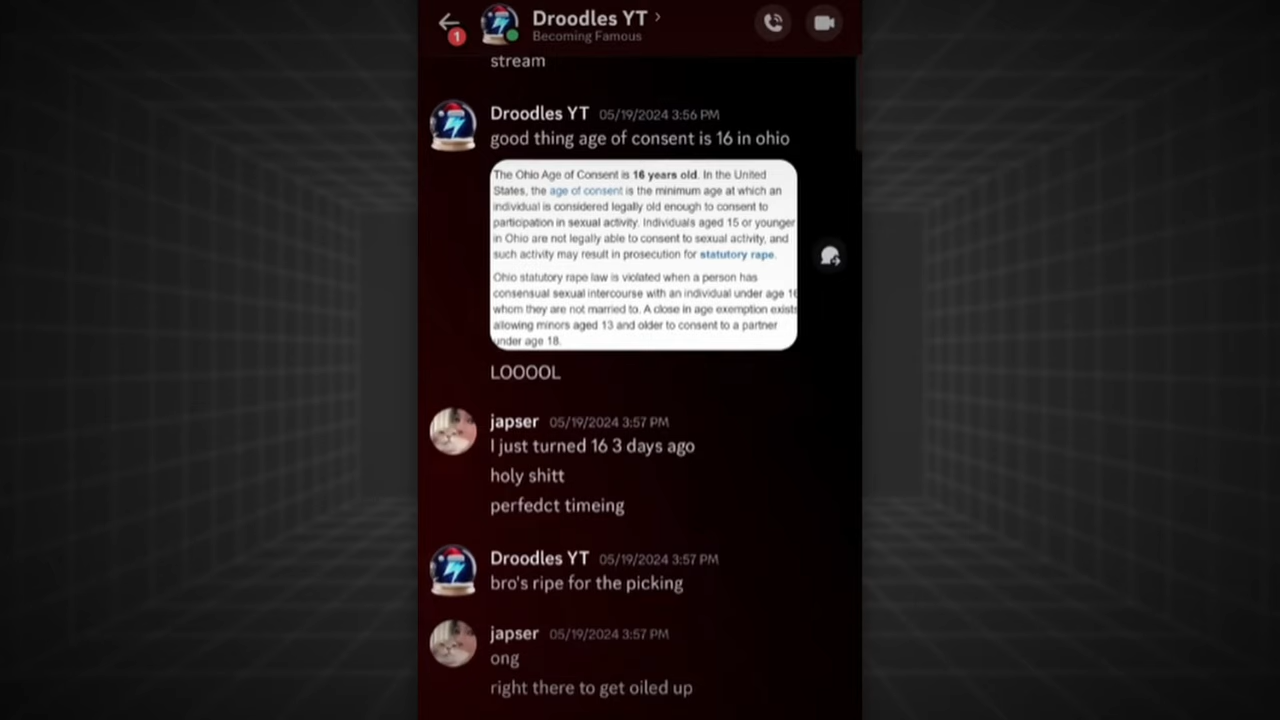 Droodles YT
Becoming Famous
1
stream
Droodles YT 05/19/2024 3:56 PM
good thing age of consent is 16 in ohio
The Ohio Age of Consent is 16 years old. In the United
States, the age of consent is the minimum age at which an
individual is considered legally old enough to consent to
participation in sexual activity. Individuals aged 15 or younger
in Ohio are not legally able to consent to sexual activity, and
such activity may result in prosecution for statutory rape.
Ohio statutory rape law is violated when a person has
consensual sexual intercourse with an individual under age 16
whom they are not married to. A close in age exemption exists
allowing minors aged 13 and older to consent to a partner
under age 18.
LOOOOL
japser 05/19/2024 3:57 PM
I just turned 16 3 days ago
holy shitt
perfedct timeing
Droodles YT 05/19/2024 3:57 PM
bro's ripe for the picking
japser 05/19/2024 3:57 PM
ong
right there to get oiled up